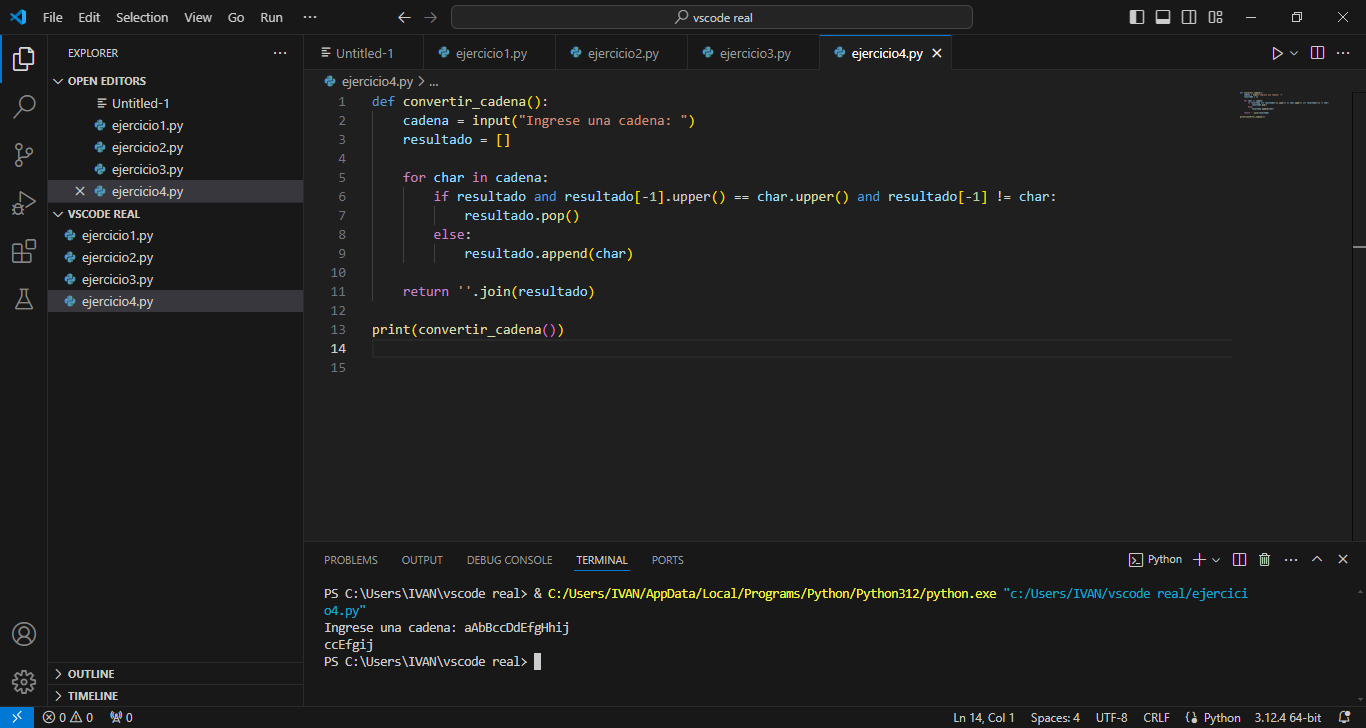 File Edit Selection View Go Run ··· vscode real
EXPLORER ···
OPEN EDITORS
Untitled-1
ejercicio1.py
ejercicio2.py
ejercicio3.py
ejercicio4.py
VSCODE REAL
ejercicio1.py
ejercicio2.py
ejercicio3.py
ejercicio4.py
OUTLINE
TIMELINE
Untitled-1 ejercicio1.py ejercicio2.py ejercicio3.py ejercicio4.py
ejercicio4.py > ...
1 def convertir_cadena():
2     cadena = input("Ingrese una cadena: ")
3     resultado = []
4
5     for char in cadena:
6         if resultado and resultado[-1].upper() == char.upper() and resultado[-1] != char:
7             resultado.pop()
8         else:
9             resultado.append(char)
10
11     return ''.join(resultado)
12
13 print(convertir_cadena())
14
15
PROBLEMS OUTPUT DEBUG CONSOLE TERMINAL PORTS Python
PS C:\Users\IVAN\vscode real> & C:/Users/IVAN/AppData/Local/Programs/Python/Python312/python.exe "c:/Users/IVAN/vscode real/ejercici
o4.py"
Ingrese una cadena: aAbBccDdEfgHhij
ccEfgij
PS C:\Users\IVAN\vscode real>
0 0 0 Ln 14, Col 1 Spaces: 4 UTF-8 CRLF Python 3.12.4 64-bit